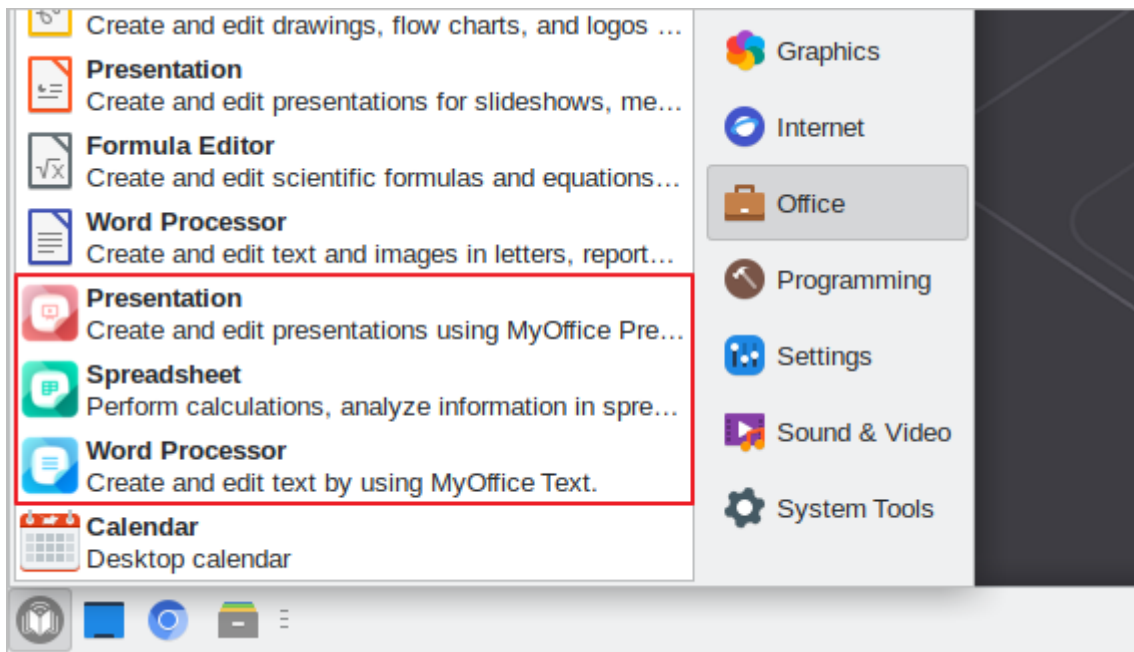 Create and edit drawings, flow charts, and logos ...
Presentation
Create and edit presentations for slideshows, me...
Formula Editor
Create and edit scientific formulas and equations...
Word Processor
Create and edit text and images in letters, report...
Presentation
Create and edit presentations using MyOffice Pre...
Spreadsheet
Perform calculations, analyze information in spre...
Word Processor
Create and edit text by using MyOffice Text.
Calendar
Desktop calendar
Graphics
Internet
Office
Programming
Settings
Sound & Video
System Tools